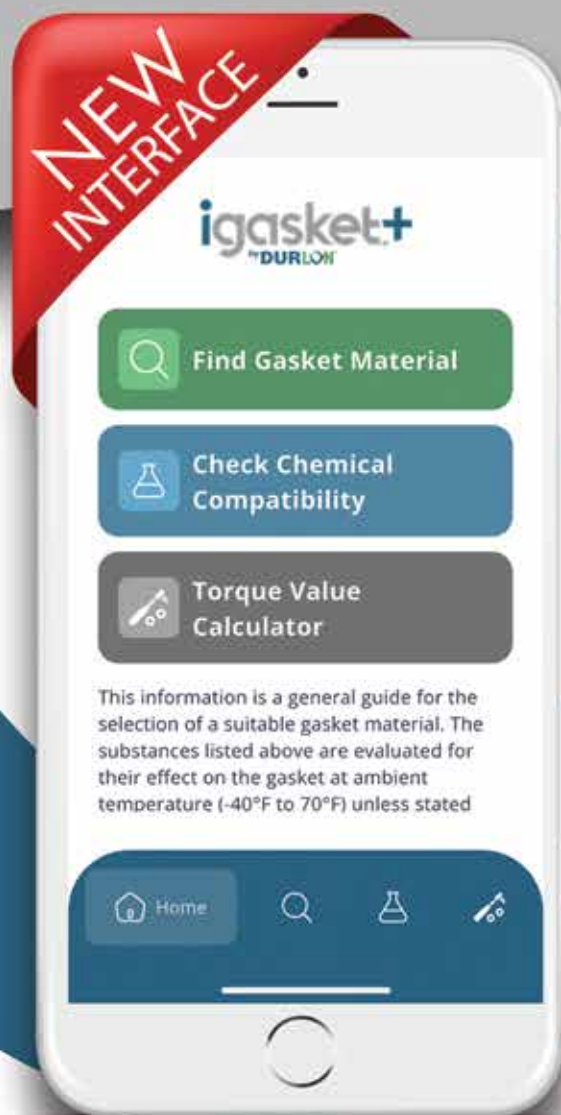 NEW
INTERFACE
igasket.+
by DURLON
Find Gasket Material
Check Chemical
Compatibility
Torque Value
Calculator
This information is a general guide for the
selection of a suitable gasket material. The
substances listed above are evaluated for
their effect on the gasket at ambient
temperature (-40°F to 70°F) unless stated
Home